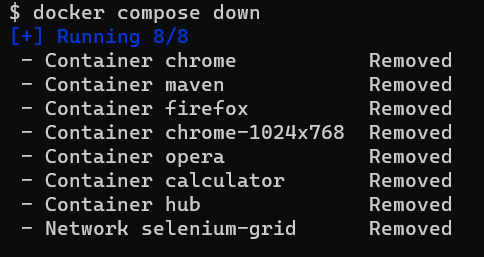 $ docker compose down
[+] Running 8/8
- Container chrome Removed
- Container maven Removed
- Container firefox Removed
- Container chrome-1024x768 Removed
- Container opera Removed
- Container calculator Removed
- Container hub Removed
- Network selenium-grid Removed